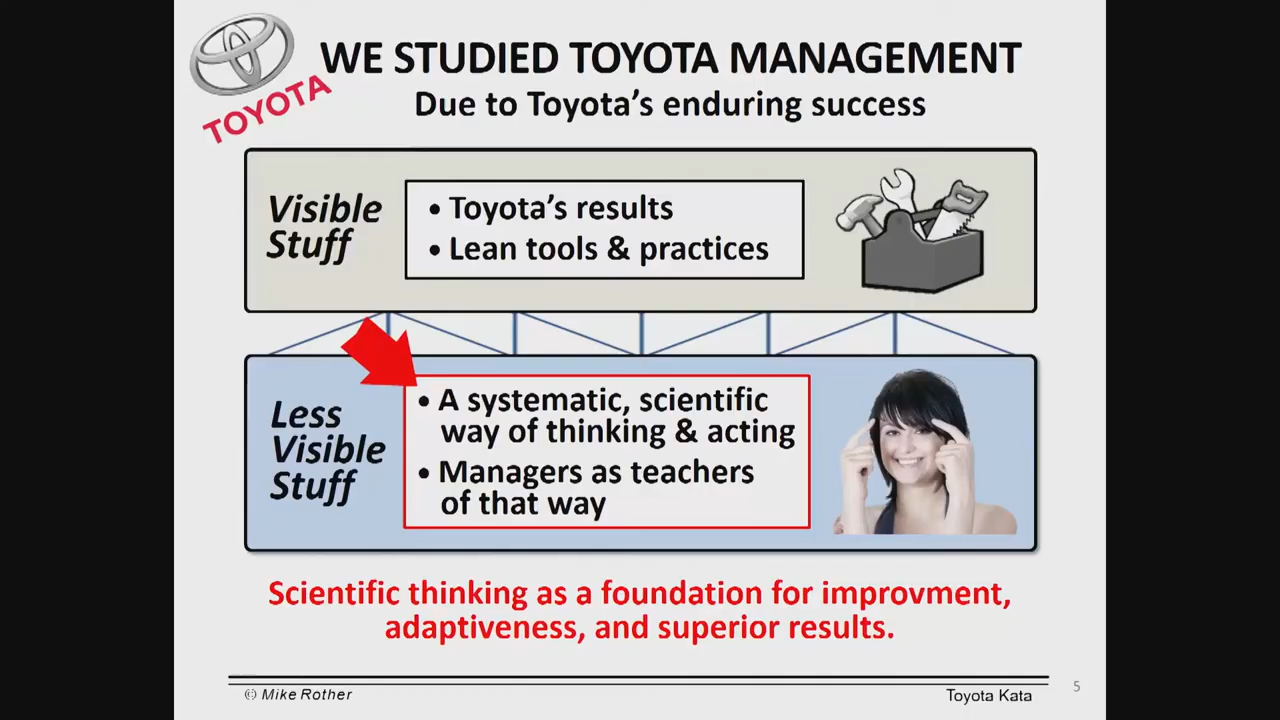 TOYOTA
WE STUDIED TOYOTA MANAGEMENT
Due to Toyota's enduring success
Visible
Stuff
• Toyota's results
• Lean tools & practices
Less
Visible
Stuff
• A systematic, scientific
way of thinking & acting
• Managers as teachers
of that way
Scientific thinking as a foundation for improvment,
adaptiveness, and superior results.
© Mike Rother
Toyota Kata
5